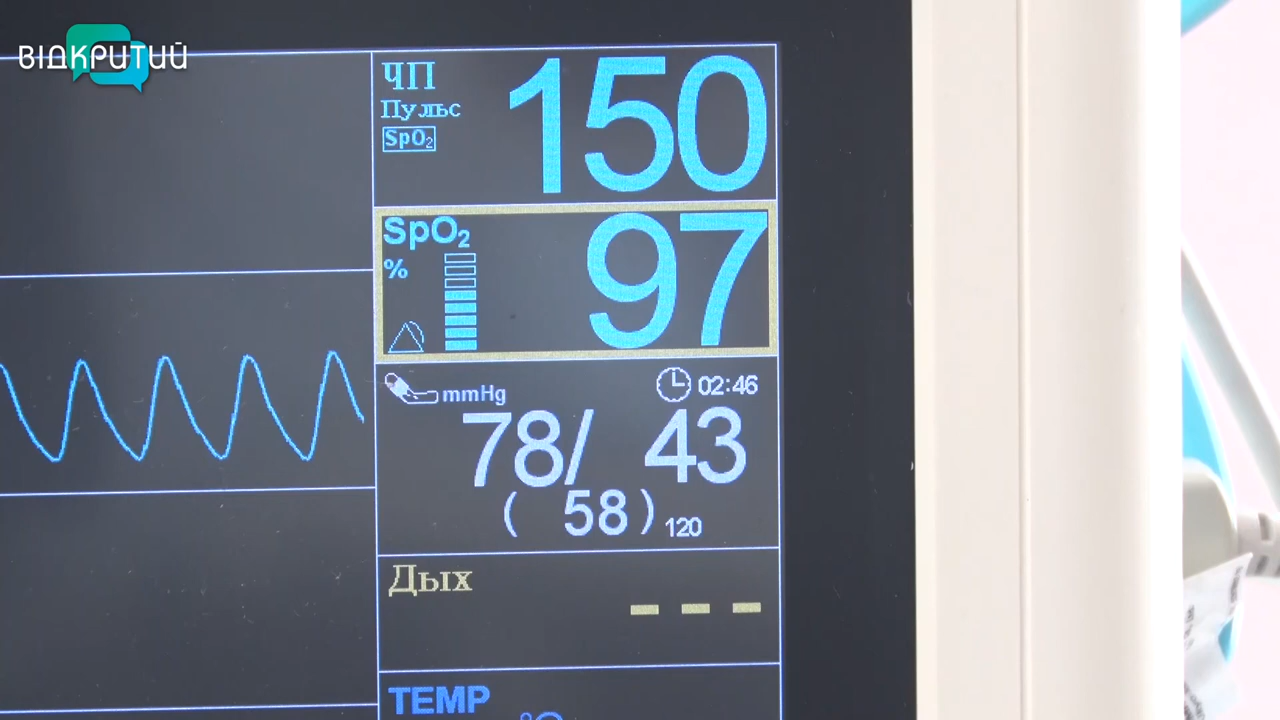 ВІДКРИТИЙ
ЧП
Пульс
SpO₂
150
SpO₂
%
97
mmHg
02:46
78/ 43
( 58)
120
Дых
---
TEMP
°C